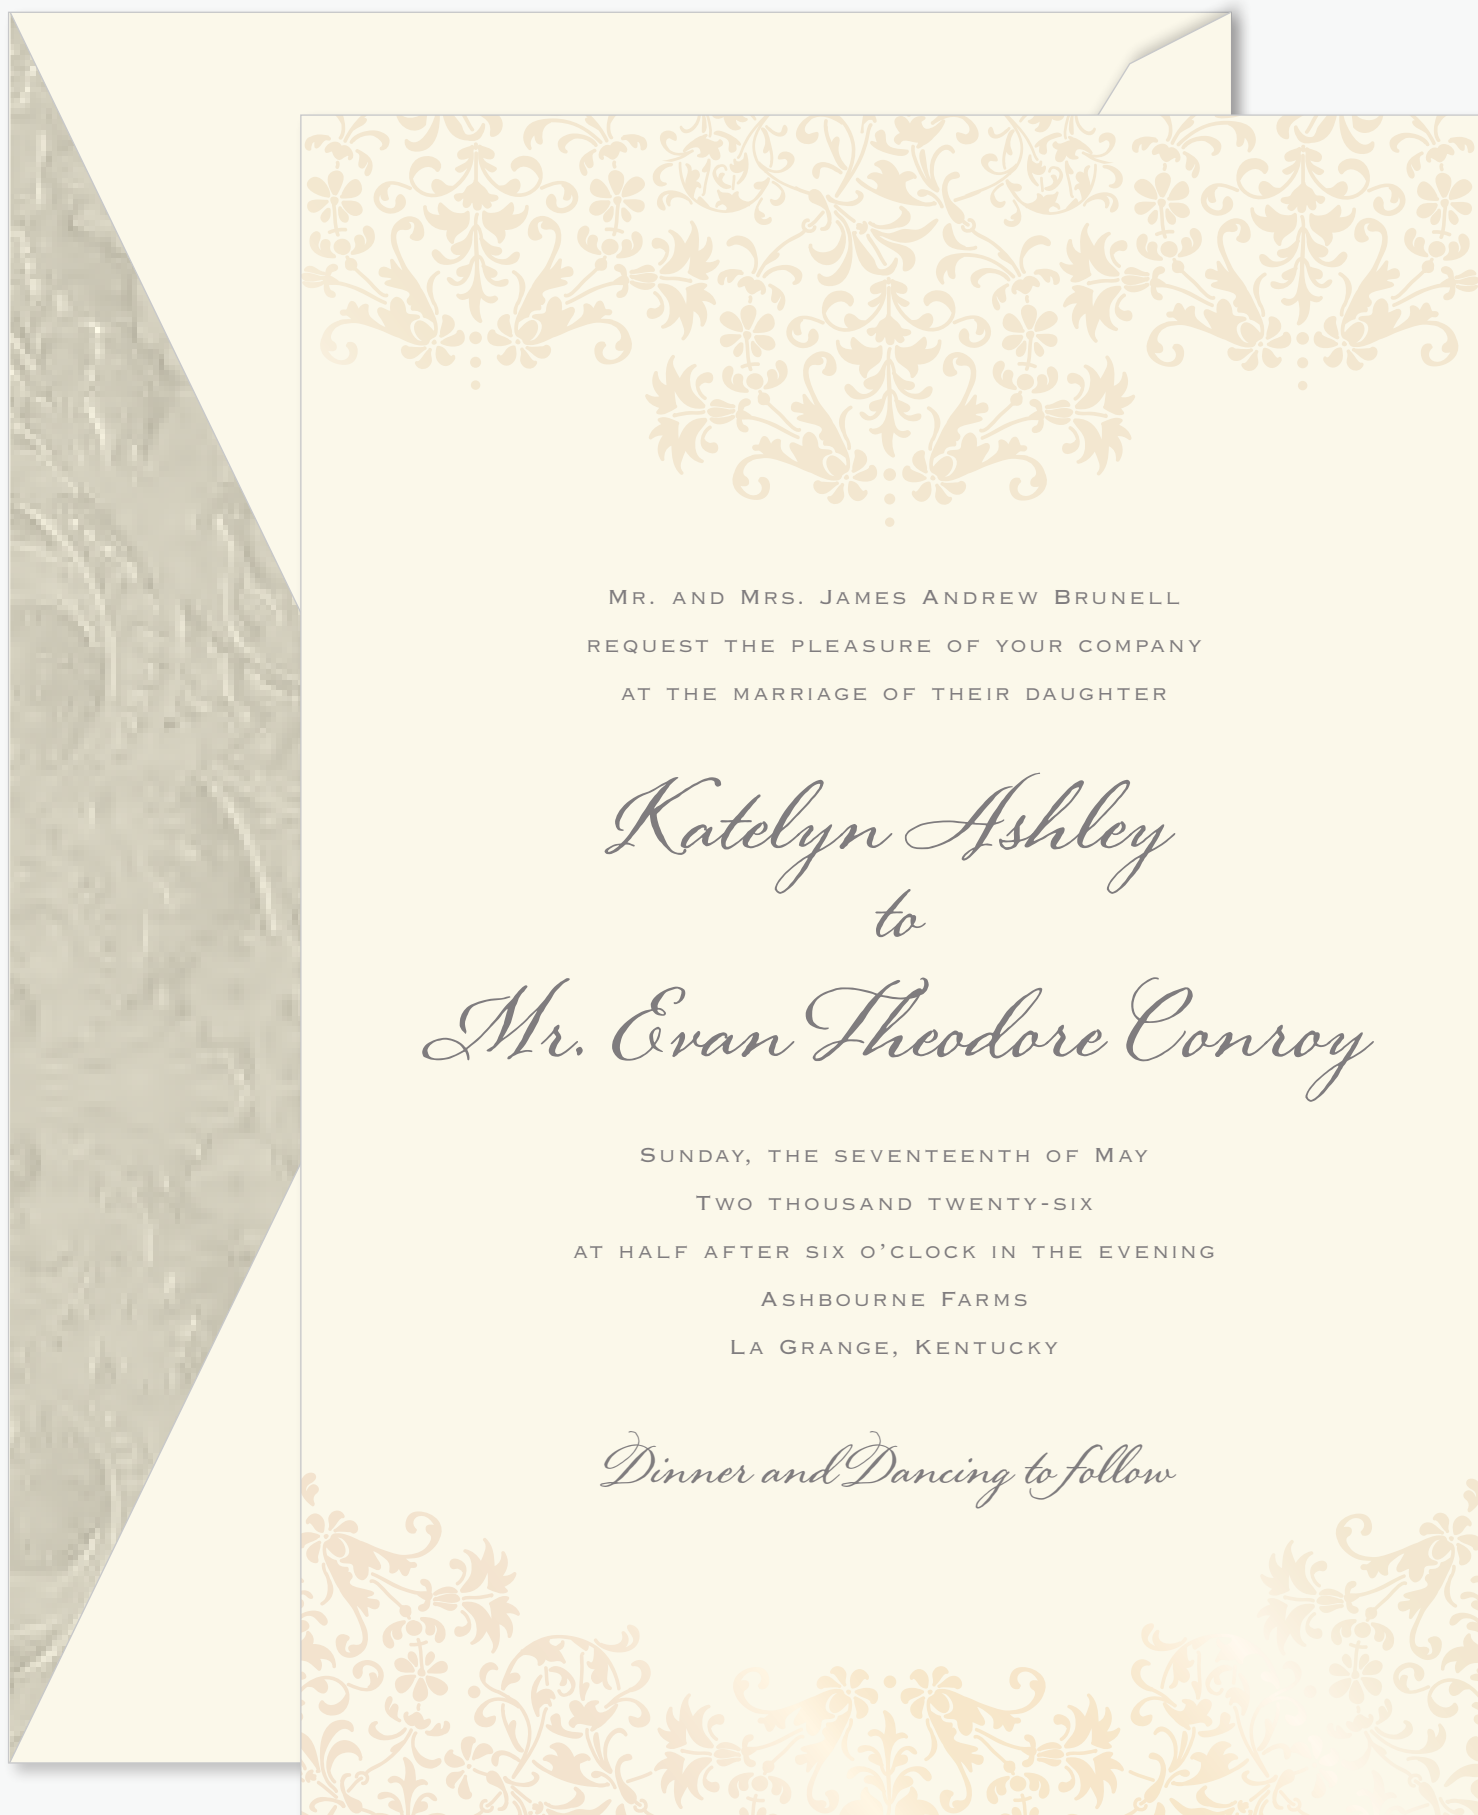 Mr. and Mrs. James Andrew Brunell
request the pleasure of your company
at the marriage of their daughter
Katelyn Ashley
to
Mr. Evan Theodore Conroy
Sunday, the seventeenth of May
Two thousand twenty-six
at half after six o’clock in the evening
Ashbourne Farms
La Grange, Kentucky
Dinner and Dancing to follow